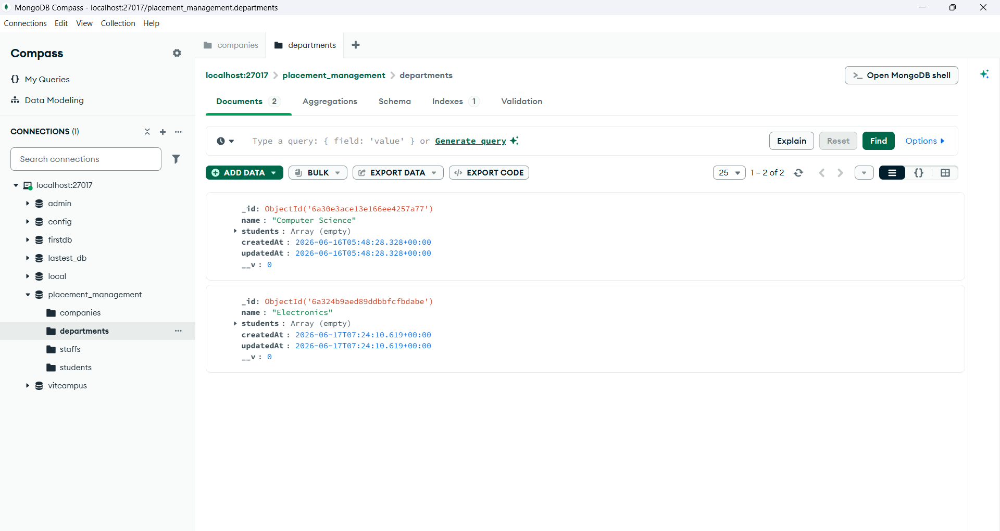 MongoDB Compass - localhost:27017/placement_management.departments
Connections Edit View Collection Help
Compass
My Queries
Data Modeling
CONNECTIONS (1)
Search connections
localhost:27017
admin
config
firstdb
lastest_db
local
placement_management
companies
departments
staffs
students
vitcampus
companies departments
localhost:27017 placement_management departments
>_ Open MongoDB shell
Documents 2 Aggregations Schema Indexes 1 Validation
Type a query: { field: 'value' } or Generate query
Explain Reset Find Options
ADD DATA BULK EXPORT DATA EXPORT CODE
25 1 – 2 of 2
_id: ObjectId('6a30e3ace13e166ee4257a77')
name : "Computer Science"
students : Array (empty)
createdAt : 2026-06-16T05:48:28.328+00:00
updatedAt : 2026-06-16T05:48:28.328+00:00
__v : 0
_id: ObjectId('6a324b9aed89ddbbfcfbdabe')
name : "Electronics"
students : Array (empty)
createdAt : 2026-06-17T07:24:10.619+00:00
updatedAt : 2026-06-17T07:24:10.619+00:00
__v : 0